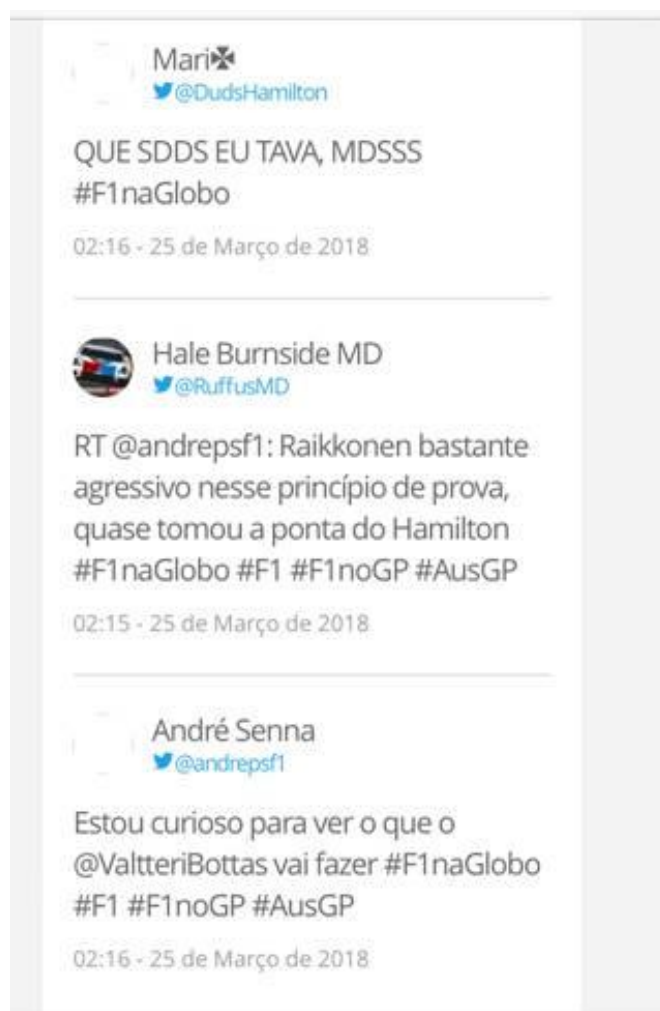 Mari✠
@DudsHamilton
QUE SDDS EU TAVA, MDSSS
#F1naGlobo
02:16 - 25 de Março de 2018
Hale Burnside MD
@RuffusMD
RT @andrepsf1: Raikkonen bastante
agressivo nesse princípio de prova,
quase tomou a ponta do Hamilton
#F1naGlobo #F1 #F1noGP #AusGP
02:15 - 25 de Março de 2018
André Senna
@andrepsf1
Estou curioso para ver o que o
@ValtteriBottas vai fazer #F1naGlobo
#F1 #F1noGP #AusGP
02:16 - 25 de Março de 2018